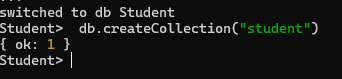 switched to db Student
Student>  db.createCollection("student")
{ ok: 1 }
Student>